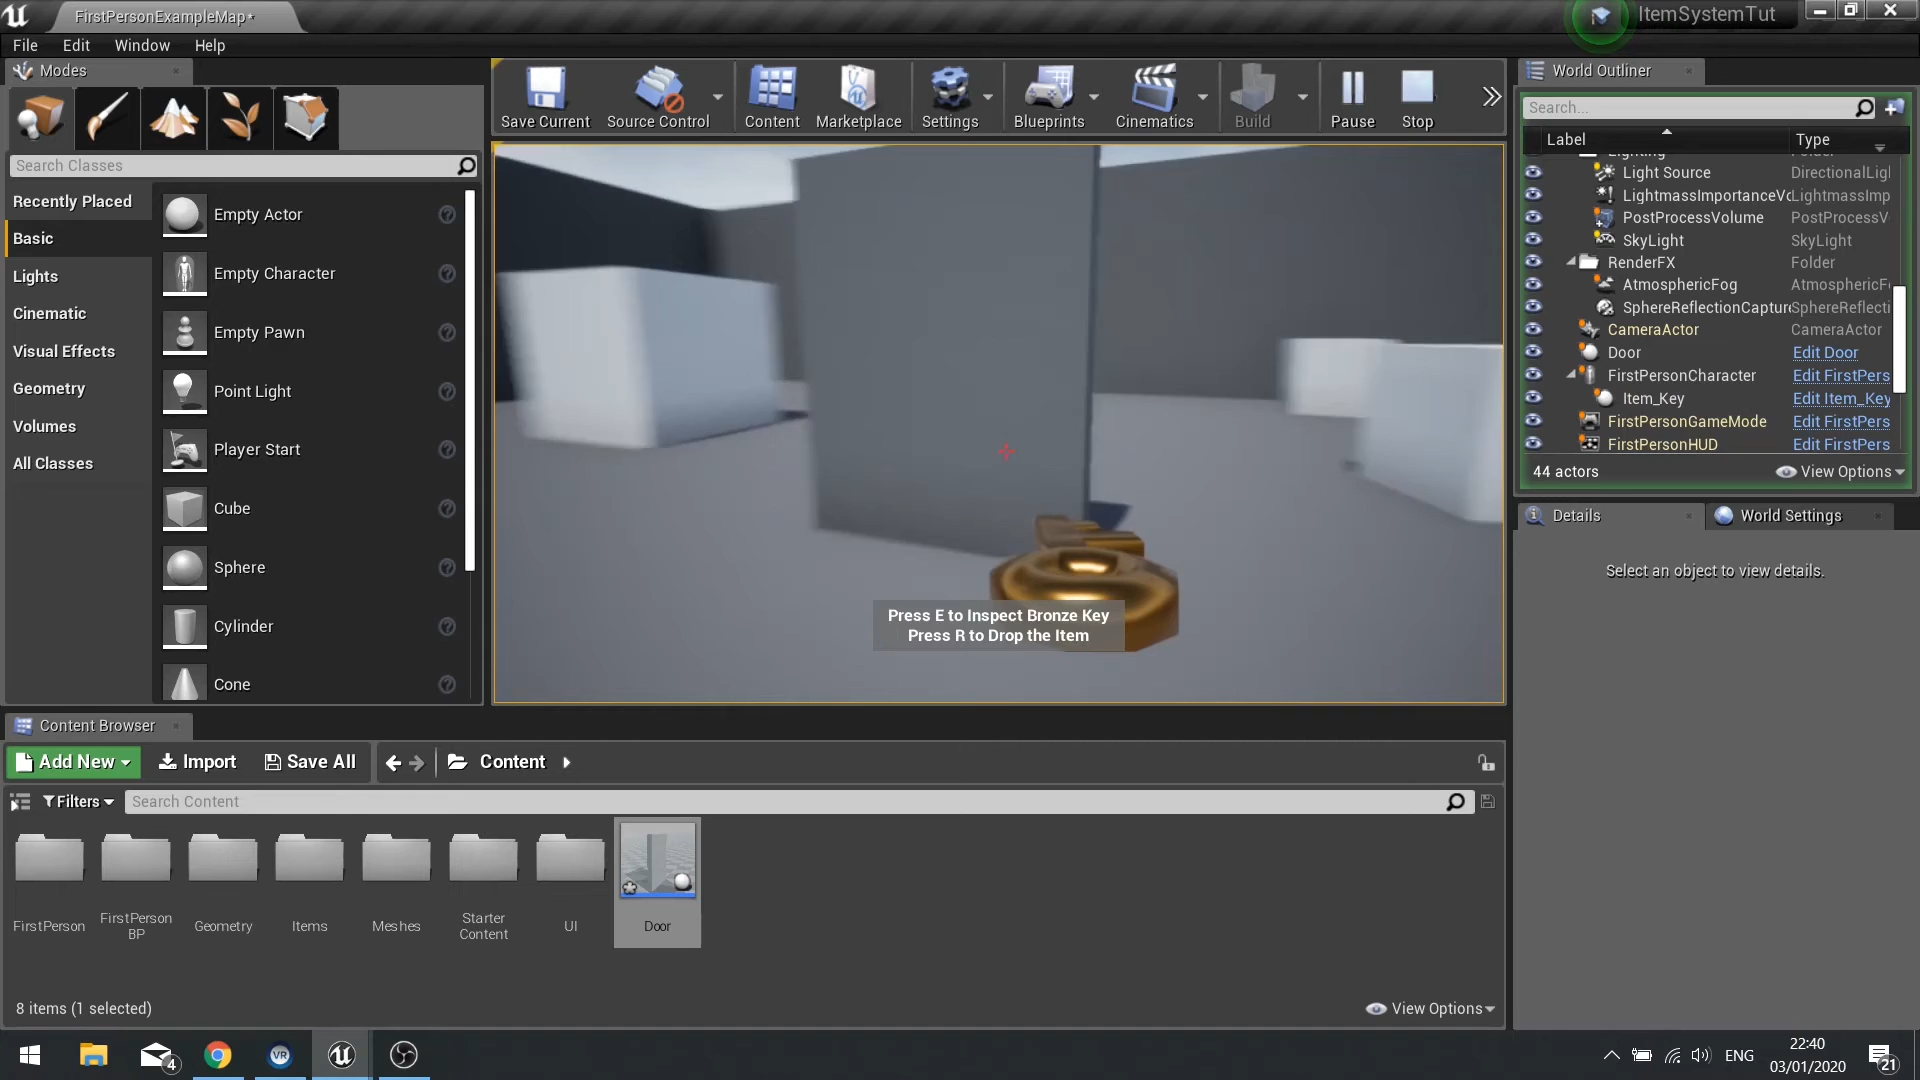 FirstPersonExampleMap*
ItemSystemTut
File Edit Window Help
Modes
Search Classes
Recently Placed
Basic
Lights
Cinematic
Visual Effects
Geometry
Volumes
All Classes
Empty Actor
Empty Character
Empty Pawn
Point Light
Player Start
Cube
Sphere
Cylinder
Cone
Save Current
Source Control
Content
Marketplace
Settings
Blueprints
Cinematics
Build
Pause
Stop
Press E to Inspect Bronze Key
Press R to Drop the Item
World Outliner
Search...
Label Type
Lighting Folder
Light Source DirectionalLigl
LightmassImportanceVo LightmassImp
PostProcessVolume PostProcessV
SkyLight SkyLight
RenderFX Folder
AtmosphericFog AtmosphericF
SphereReflectionCapture SphereReflecti
CameraActor CameraActor
Door Edit Door
FirstPersonCharacter Edit FirstPers
Item_Key Edit Item_Key
FirstPersonGameMode Edit FirstPers
FirstPersonHUD Edit FirstPers
44 actors
View Options
Details
World Settings
Select an object to view details.
Content Browser
Add New
Import
Save All
Content
Filters
Search Content
FirstPerson
FirstPerson
BP
Geometry
Items
Meshes
Starter
Content
UI
Door
8 items (1 selected)
View Options
4
VR
ENG
22:40
03/01/2020
21